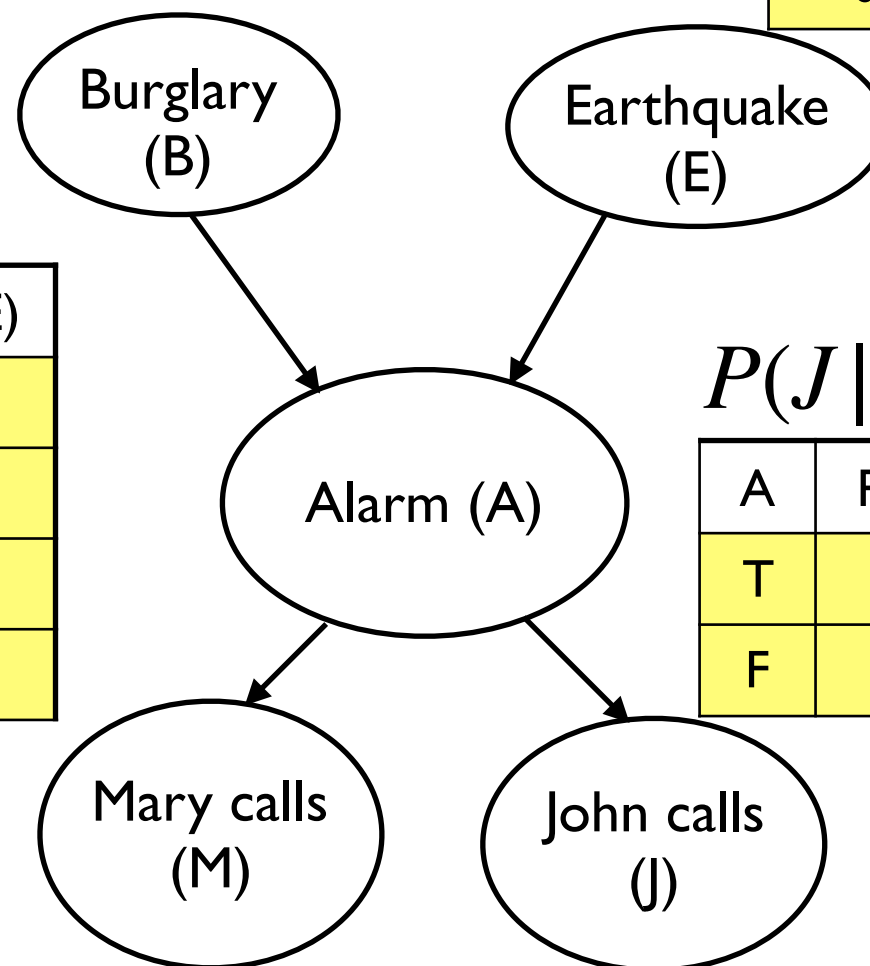 Burglary
(B)
Earthquake
(E)
)
P(J |
A
T
F
Alarm (A)
Mary calls
(M)
John calls
(J)